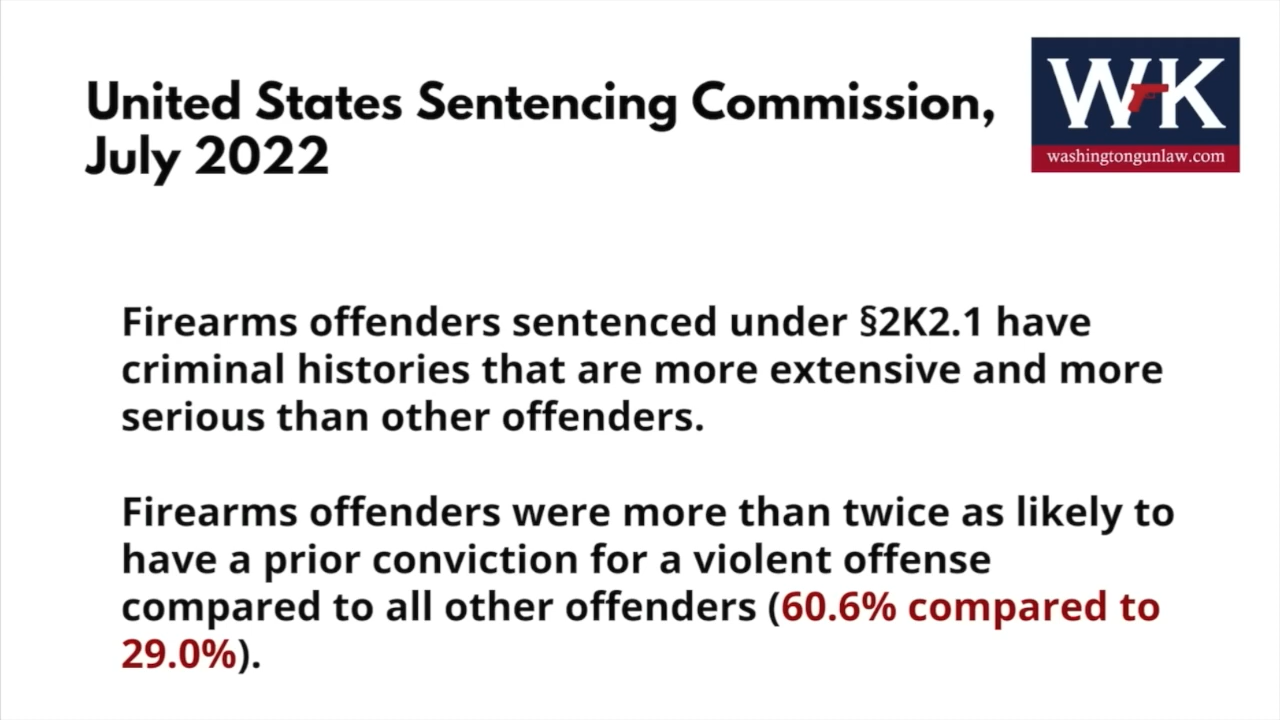 United States Sentencing Commission,
July 2022
WK
washingtongunlaw.com
Firearms offenders sentenced under §2K2.1 have
criminal histories that are more extensive and more
serious than other offenders.
Firearms offenders were more than twice as likely to
have a prior conviction for a violent offense
compared to all other offenders (60.6% compared to
29.0%).